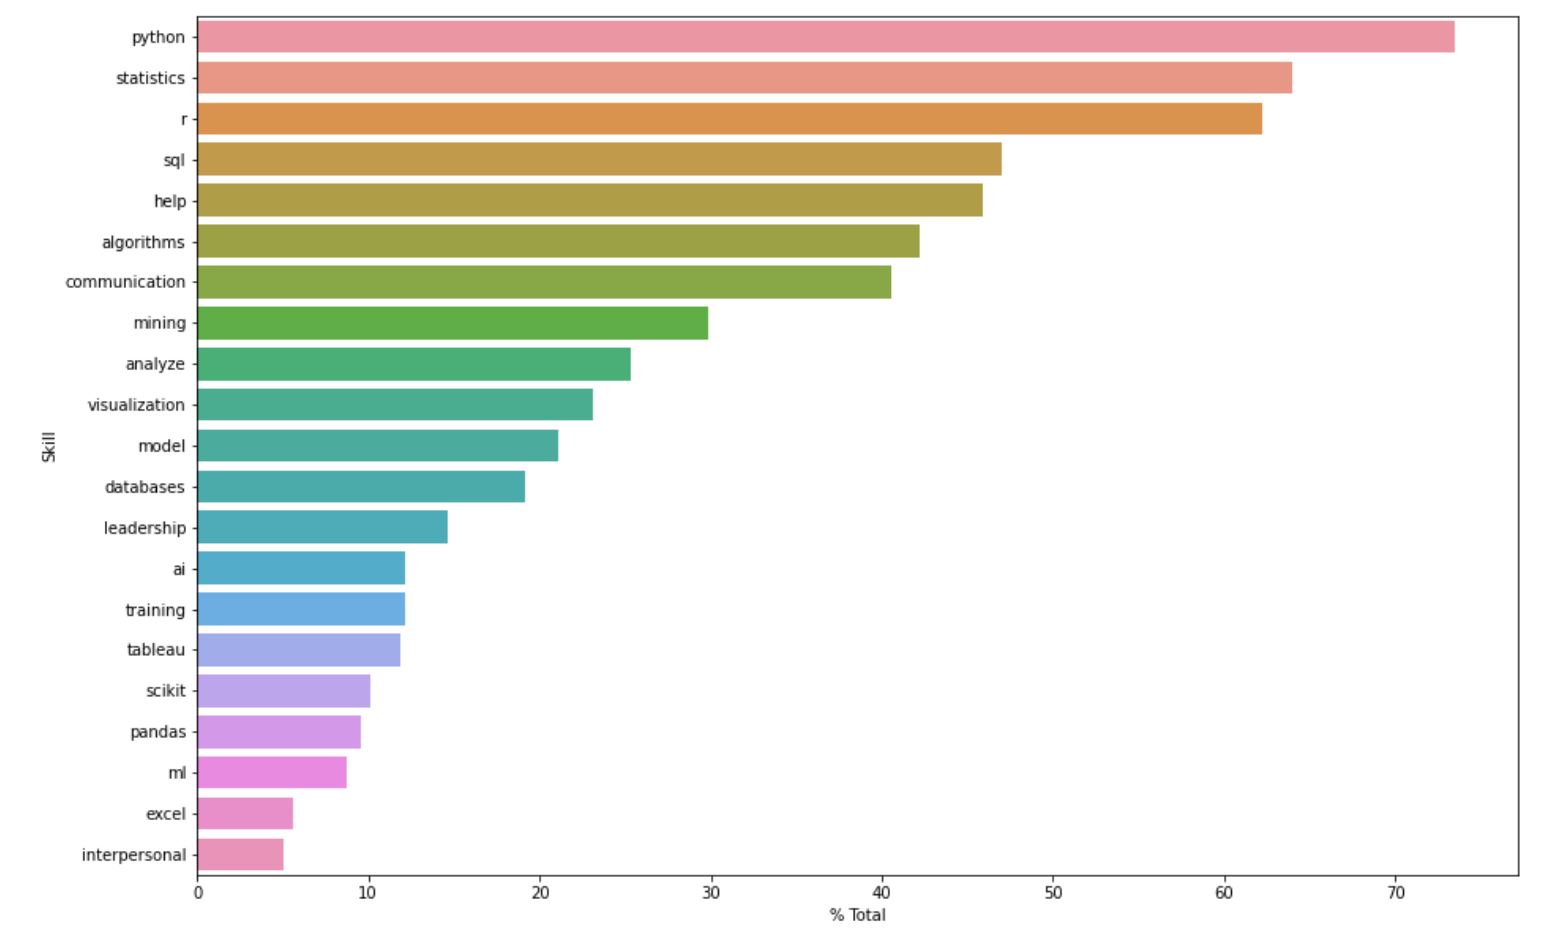 python
statistics
r
sql
help
algorithms
communication
mining
analyze
visualization
model
databases
leadership
ai
training
tableau
scikit
pandas
ml
excel
interpersonal
Skill
0 10 20 30 40 50 60 70
% Total